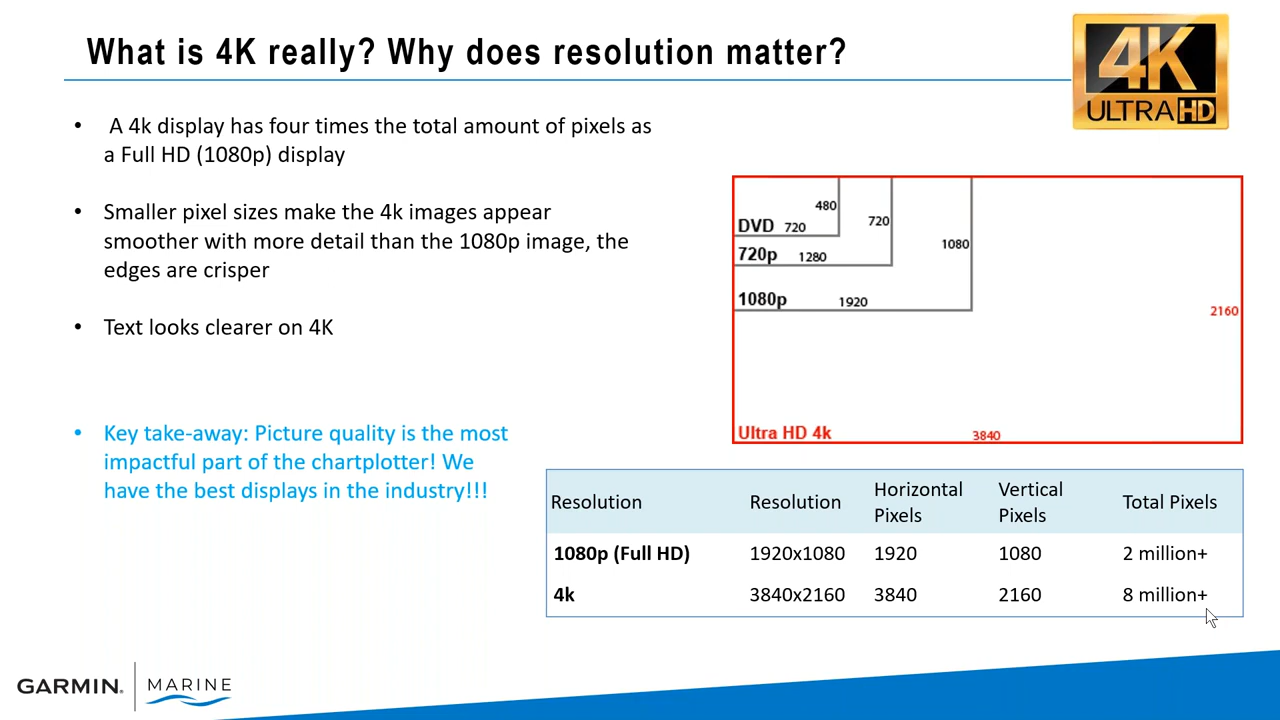 What is 4K really? Why does resolution matter?
4K
ULTRA HD
• A 4k display has four times the total amount of pixels as
a Full HD (1080p) display
• Smaller pixel sizes make the 4k images appear
smoother with more detail than the 1080p image, the
edges are crisper
• Text looks clearer on 4K
• Key take-away: Picture quality is the most
impactful part of the chartplotter! We
have the best displays in the industry!!!
480
DVD 720
720
720p 1280
1080
1080p 1920
2160
Ultra HD 4k 3840
Resolution Resolution Horizontal Pixels Vertical Pixels Total Pixels
1080p (Full HD) 1920x1080 1920 1080 2 million+
4k 3840x2160 3840 2160 8 million+
GARMIN. MARINE